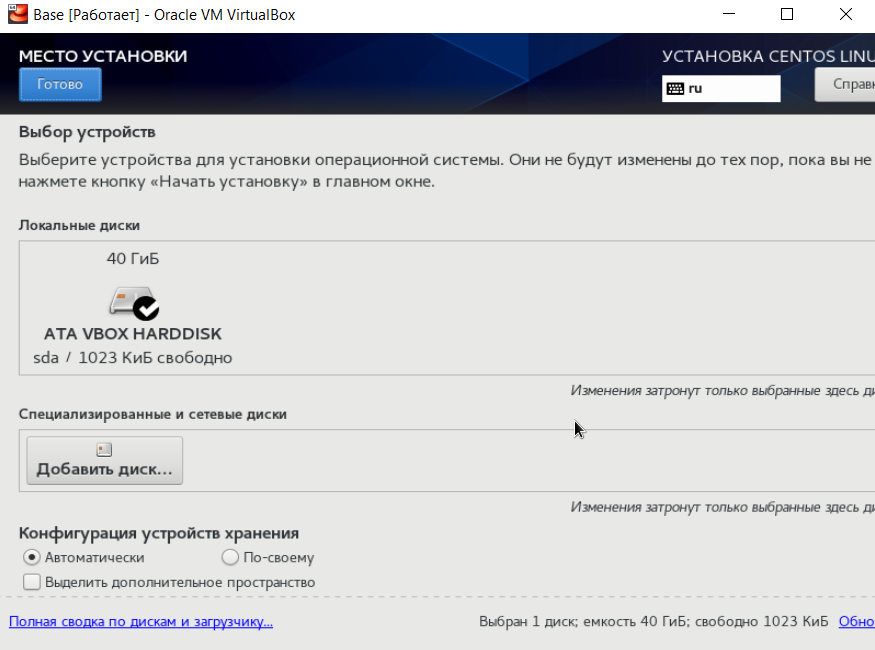 Base [Работает] - Oracle VM VirtualBox
МЕСТО УСТАНОВКИ
УСТАНОВКА CENTOS LINU
Готово
ru
Справк
Выбор устройств
Выберите устройства для установки операционной системы. Они не будут изменены до тех пор, пока вы не
нажмете кнопку «Начать установку» в главном окне.
Локальные диски
40 ГиБ
ATA VBOX HARDDISK
sda / 1023 КиБ свободно
Изменения затронут только выбранные здесь ди
Специализированные и сетевые диски
Добавить диск...
Изменения затронут только выбранные здесь ди
Конфигурация устройств хранения
Автоматически По-своему
Выделить дополнительное пространство
Полная сводка по дискам и загрузчику...
Выбран 1 диск; емкость 40 ГиБ; свободно 1023 КиБ Обно